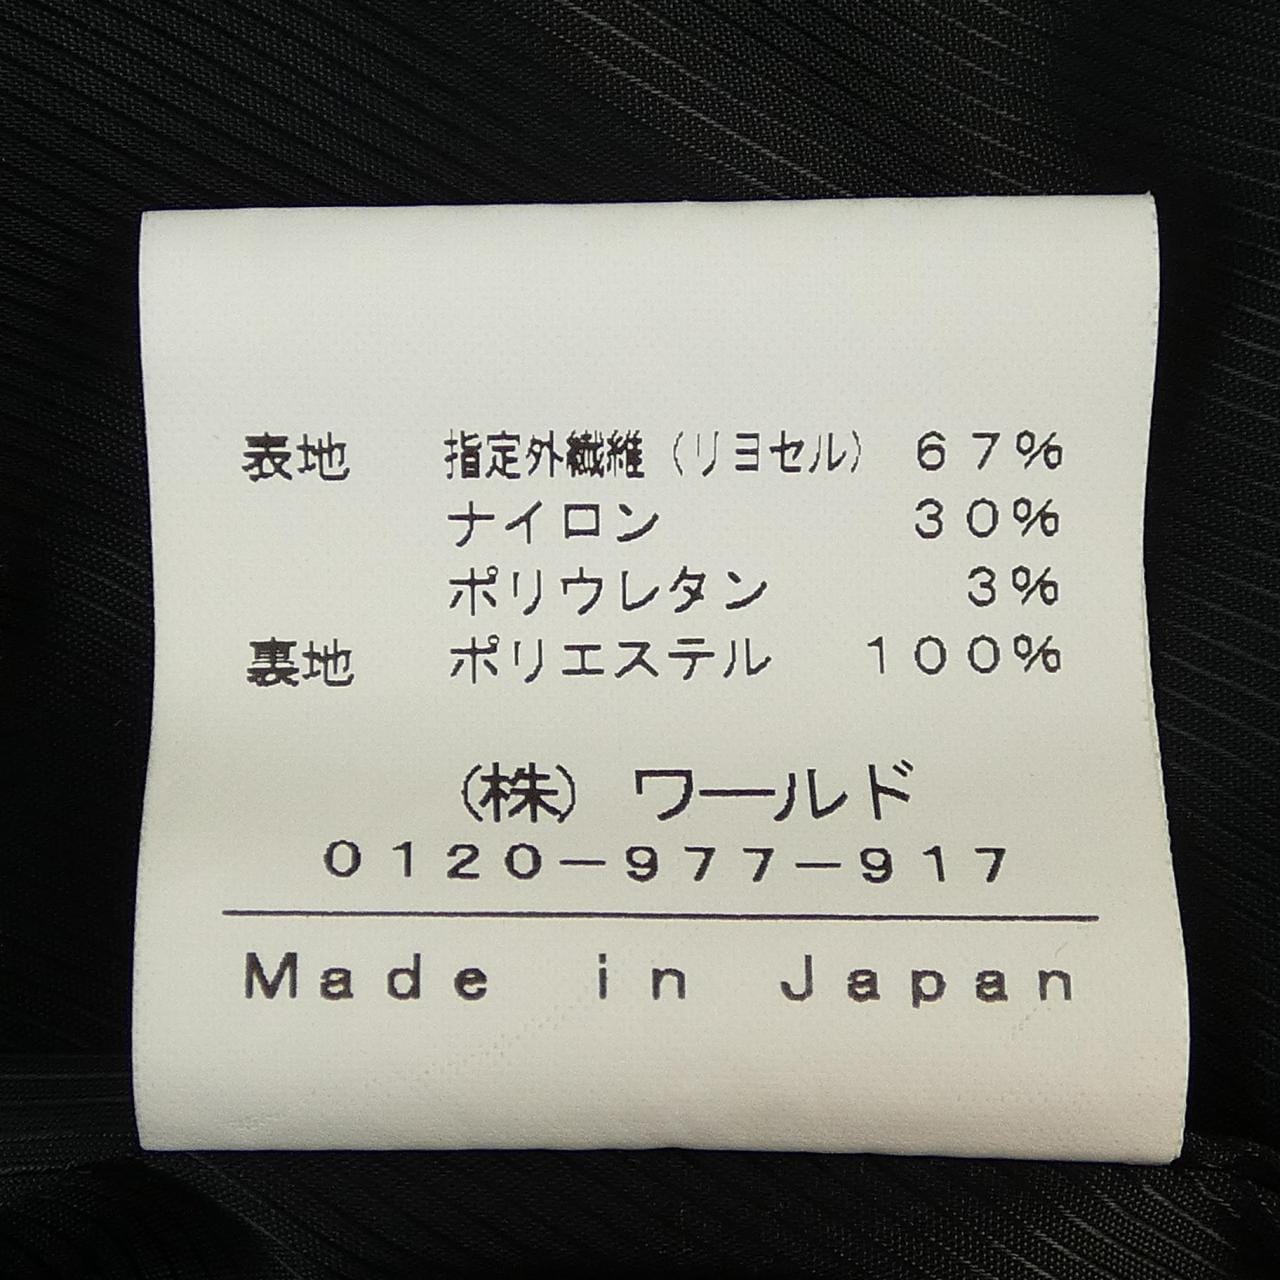 表地 指定外繊維（リヨセル） 67%
ナイロン 30%
ポリウレタン 3%
裏地 ポリエステル 100%
（株）ワールド
0120-977-917
Made in Japan